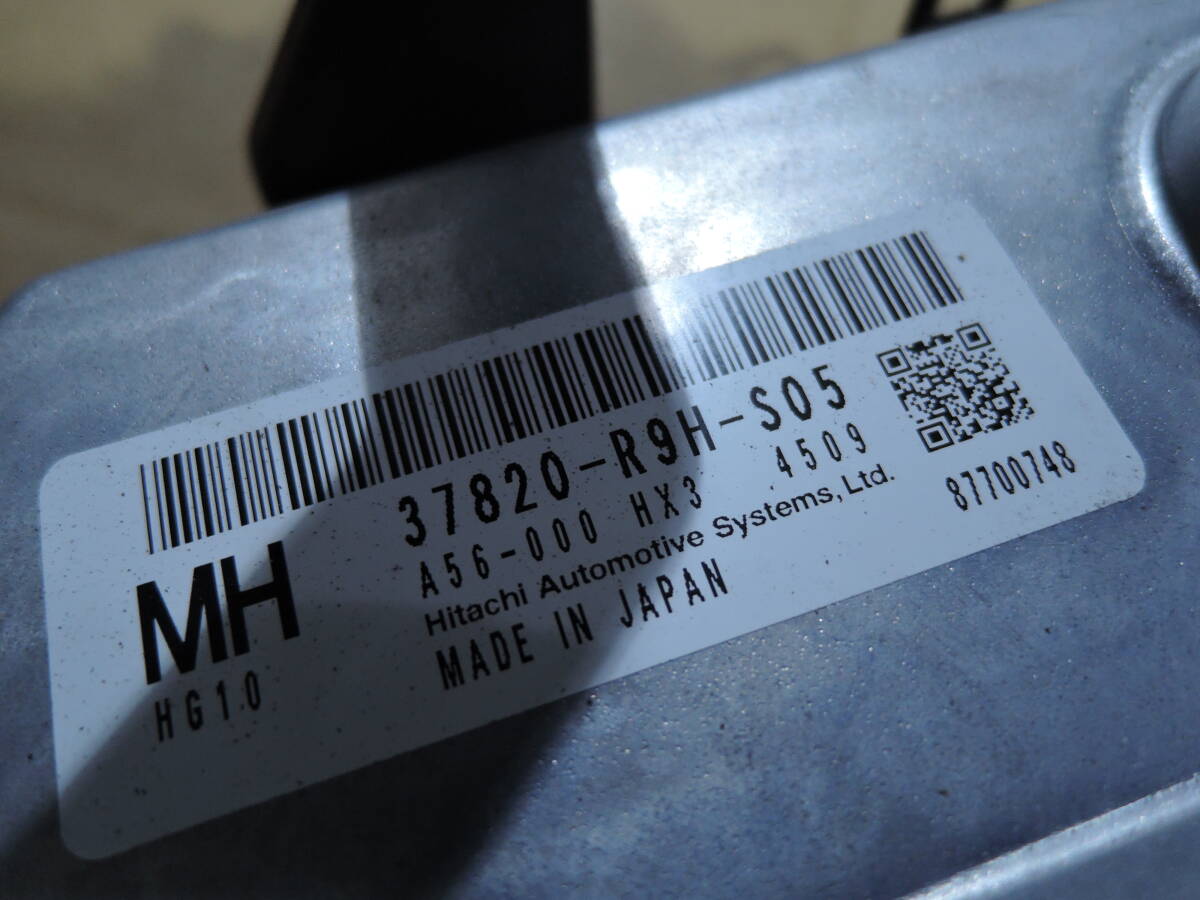 37820-R9H-S05
A56-000 HX3 4509
Hitachi Automotive Systems, Ltd.
MADE IN JAPAN
MH
HG10
87700748